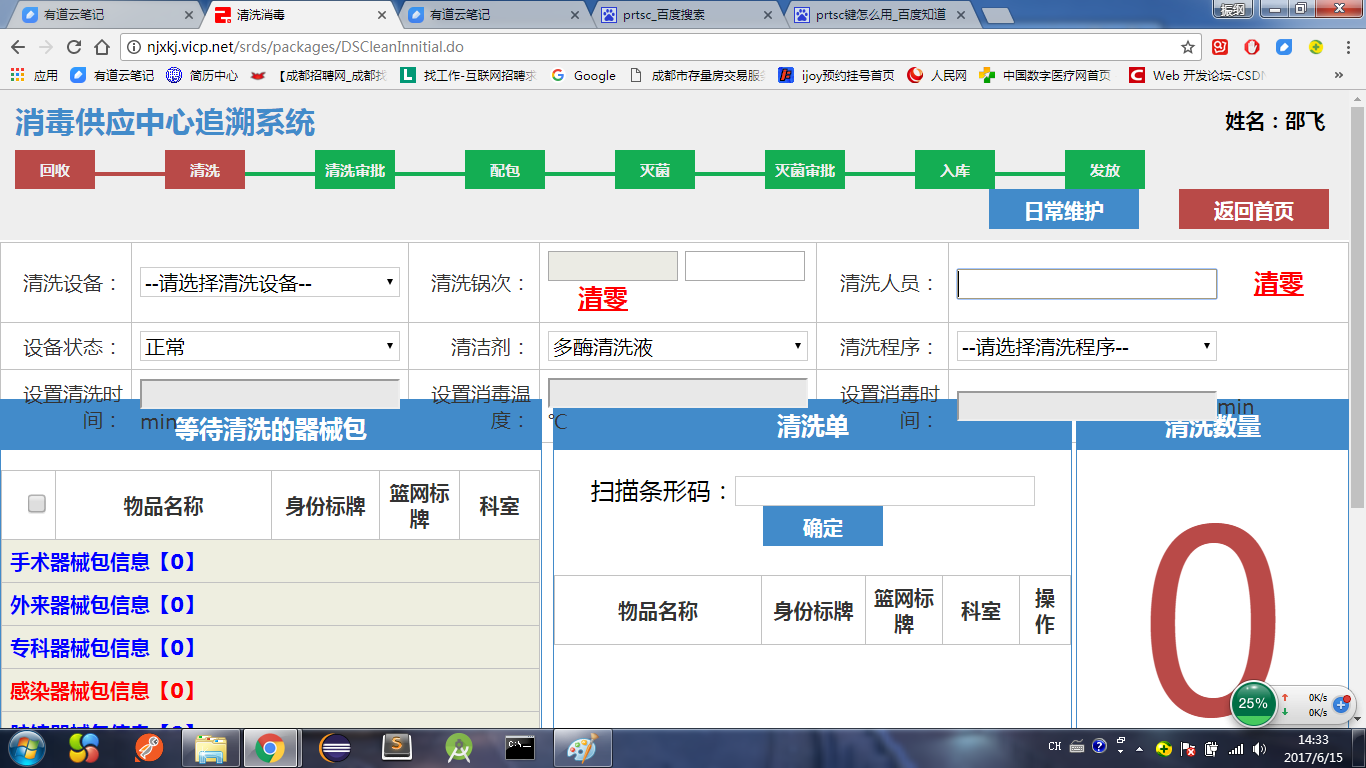 有道云笔记
清洗消毒
有道云笔记
prtsc_百度搜索
prtsc键怎么用_百度知道
振纲
njxkj.vicp.net/srds/packages/DSCleanInnitial.do
应用
有道云笔记
简历中心
【成都招聘网_成都找
找工作-互联网招聘求
Google
成都市存量房交易服
ijoy预约挂号首页
人民网
中国数字医疗网首页
Web 开发论坛-CSDN
»
消毒供应中心追溯系统
姓名：邵飞
回收
清洗
清洗审批
配包
灭菌
灭菌审批
入库
发放
日常维护
返回首页
清洗设备：
--请选择清洗设备--
清洗锅次：
清零
清洗人员：
清零
设备状态：
正常
清洁剂：
多酶清洗液
清洗程序：
--请选择清洗程序--
设置清洗时间：
min
设置消毒温度：
℃
设置消毒时间：
min
等待清洗的器械包
清洗单
清洗数量
物品名称
身份标牌
篮网标牌
科室
扫描条形码：
确定
手术器械包信息【0】
外来器械包信息【0】
专科器械包信息【0】
感染器械包信息【0】
物品名称
身份标牌
篮网标牌
科室
操作
0
25%
0K/s
0K/s
CH
14:33
2017/6/15